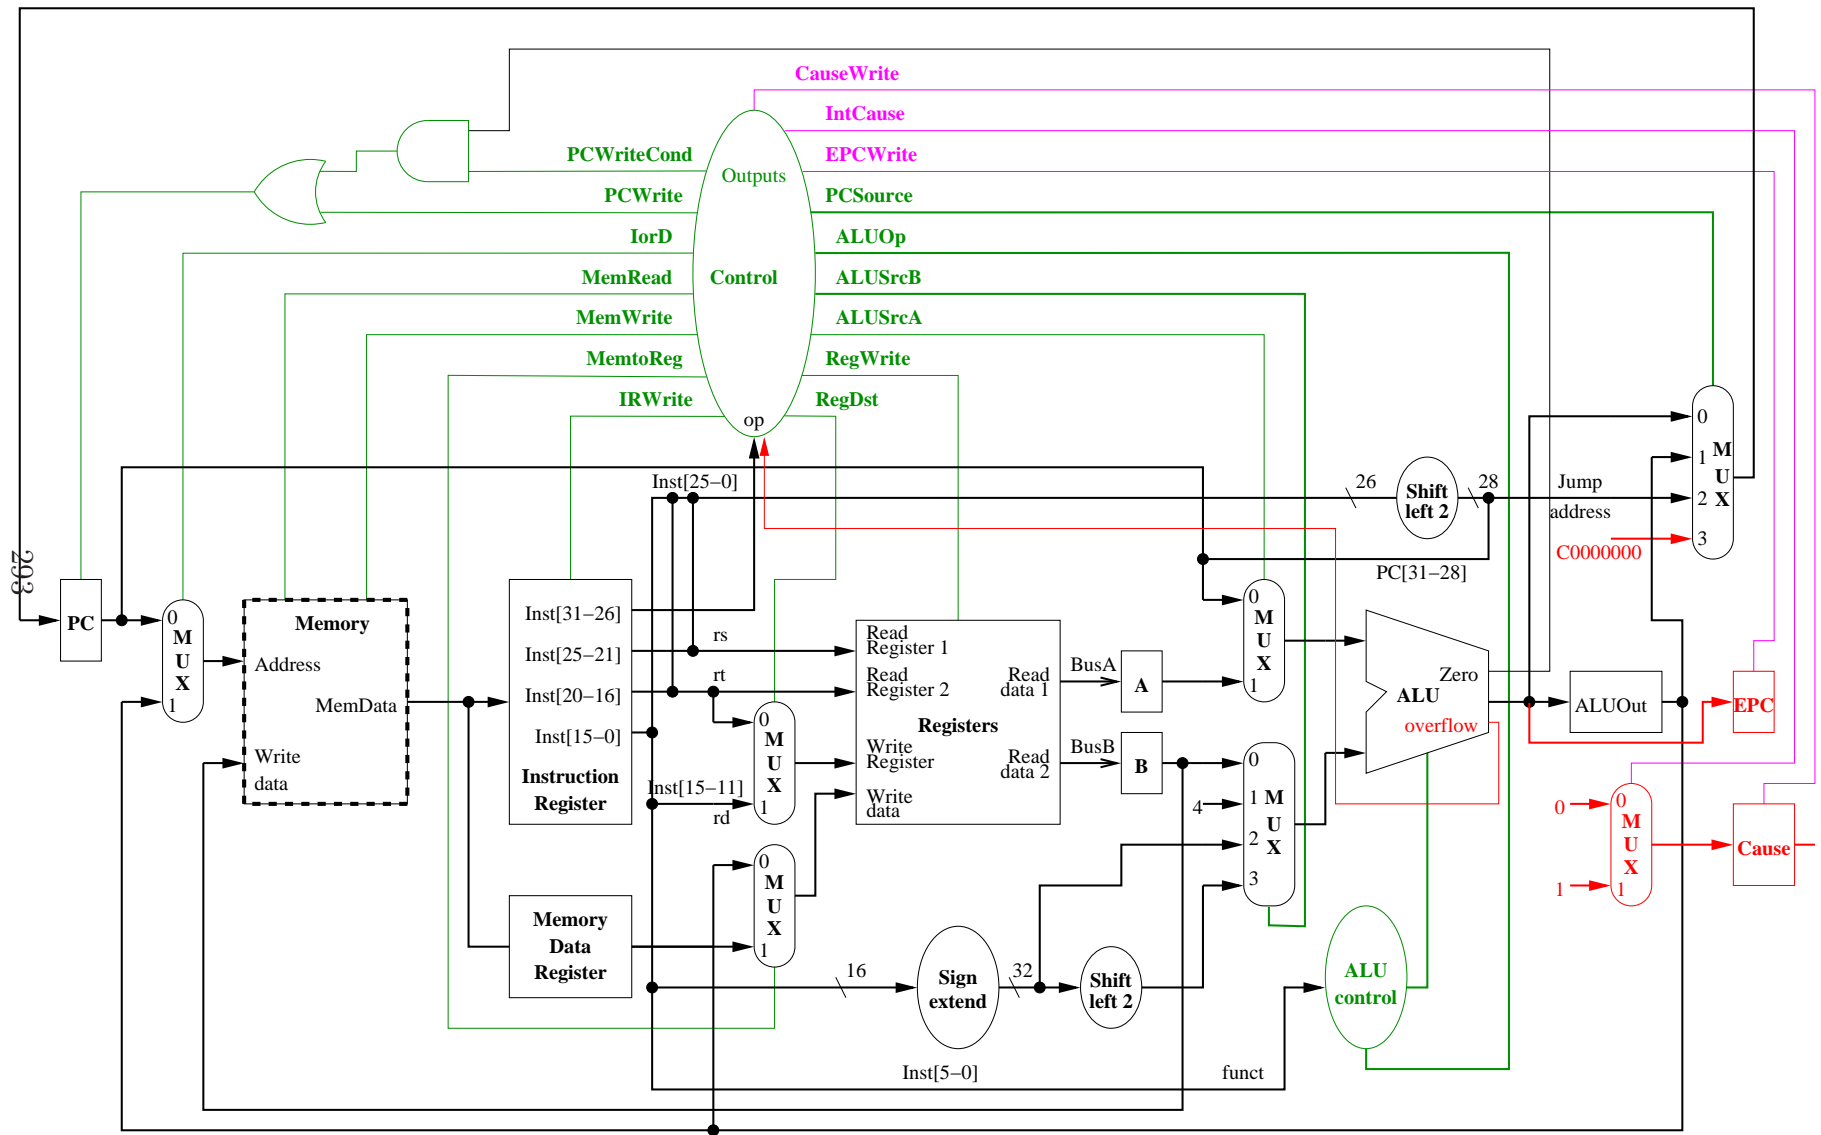 CauseWrite
IntCause
PCWriteCond
EPCWrite
Outputs
PCWrite
PCSource
IorD
ALUOp
MemRead
Control
ALUSrcB
MemWrite
ALUSrcA
MemtoReg
RegWrite
IRWrite
RegDst
op
0
1
M
U
2
X
3
Inst[25−0]
26
Shift
left 2
28
Jump
address
C0000000
PC[31−28]
293
PC
0
M
U
X
1
Memory
Address
MemData
Write
data
Inst[31−26]
Inst[25−21]
Inst[20−16]
Inst[15−0]
Instruction
Register
rs
rt
Inst[15−11]
rd
0
M
U
X
1
Read
Register 1
Read
Register 2
Read
data 1
Registers
Write
Register
Read
data 2
Write
data
BusA
A
BusB
B
0
M
U
X
1
0
4
1
M
U
2
X
3
Zero
ALU
overflow
ALUOut
EPC
0
0
M
U
X
1
1
Cause
Memory
Data
Register
0
M
U
X
1
16
Sign
extend
32
Shift
left 2
ALU
control
Inst[5−0]
funct